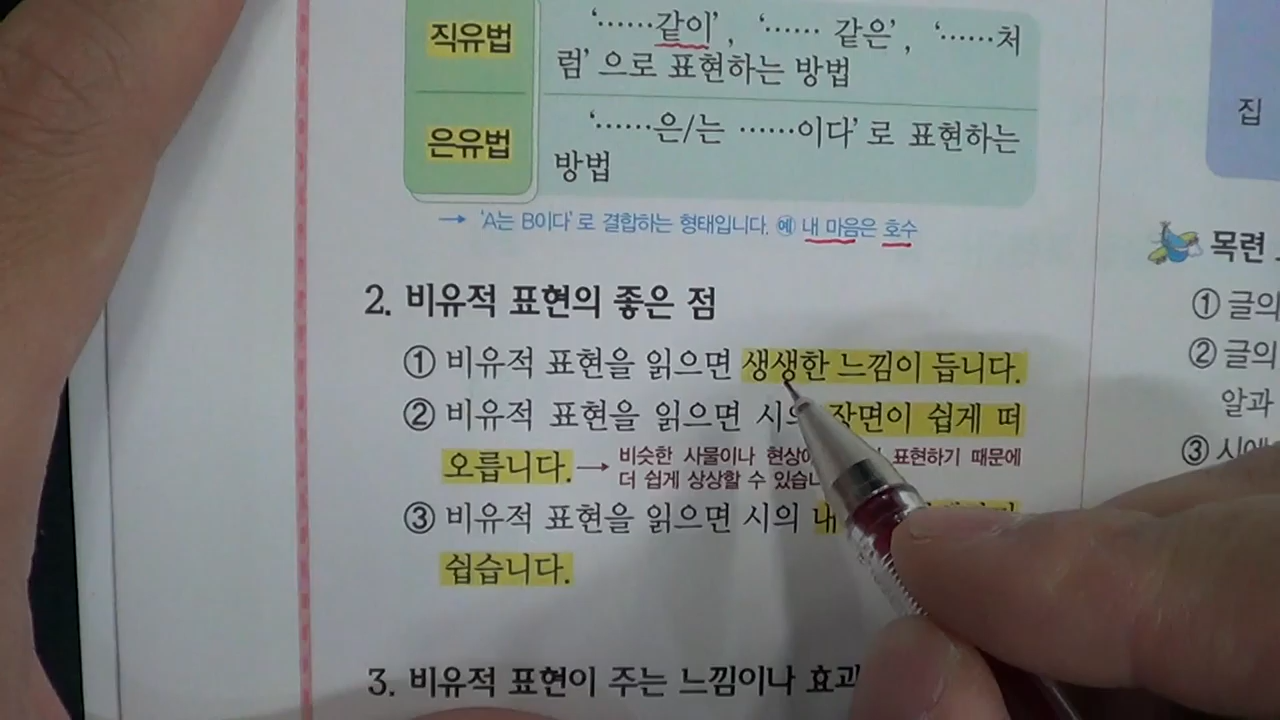 직유법
'……같이', '…… 같은', '……처
럼' 으로 표현하는 방법
은유법
'……은/는 ……이다' 로 표현하는
방법
→ 'A는 B이다' 로 결합하는 형태입니다. 예 내 마음은 호수
2. 비유적 표현의 좋은 점
① 비유적 표현을 읽으면 생생한 느낌이 듭니다.
② 비유적 표현을 읽으면 시의 장면이 쉽게 떠
오릅니다. → 비슷한 사물이나 현상에 표현하기 때문에
더 쉽게 상상할 수 있습니
③ 비유적 표현을 읽으면 시의 내
쉽습니다.
3. 비유적 표현이 주는 느낌이나 효과
집
목련
① 글의
② 글의
알과
③ 시에